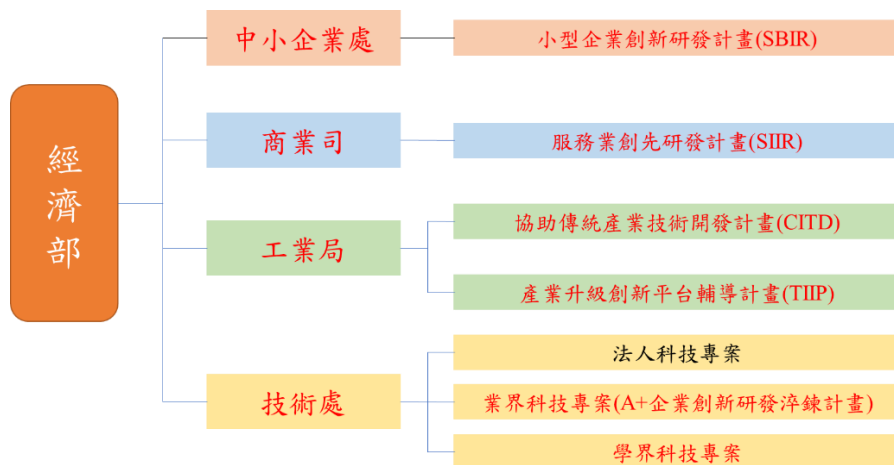 經濟部
中小企業處
小型企業創新研發計畫(SBIR)
商業司
服務業創先研發計畫(SIIR)
工業局
協助傳統產業技術開發計畫(CITD)
產業升級創新平台輔導計畫(TIIP)
技術處
法人科技專案
業界科技專案(A+企業創新研發淬鍊計畫)
學界科技專案